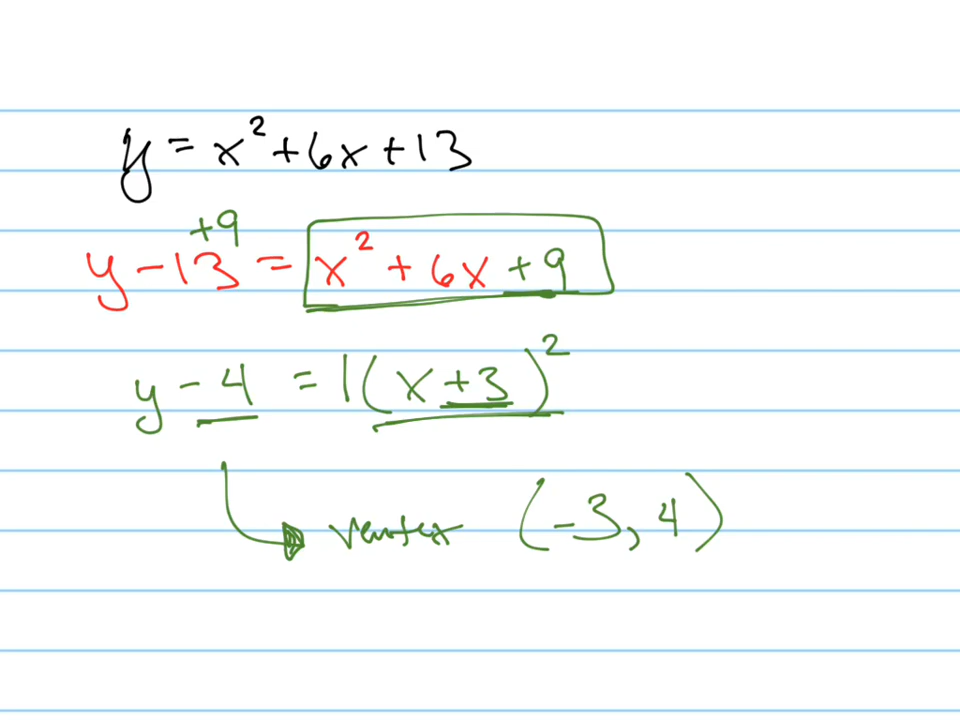 y = x² + 6x + 13
+9
y - 13 = x² + 6x + 9
y - 4 = 1(x + 3)²
vertex (-3, 4)